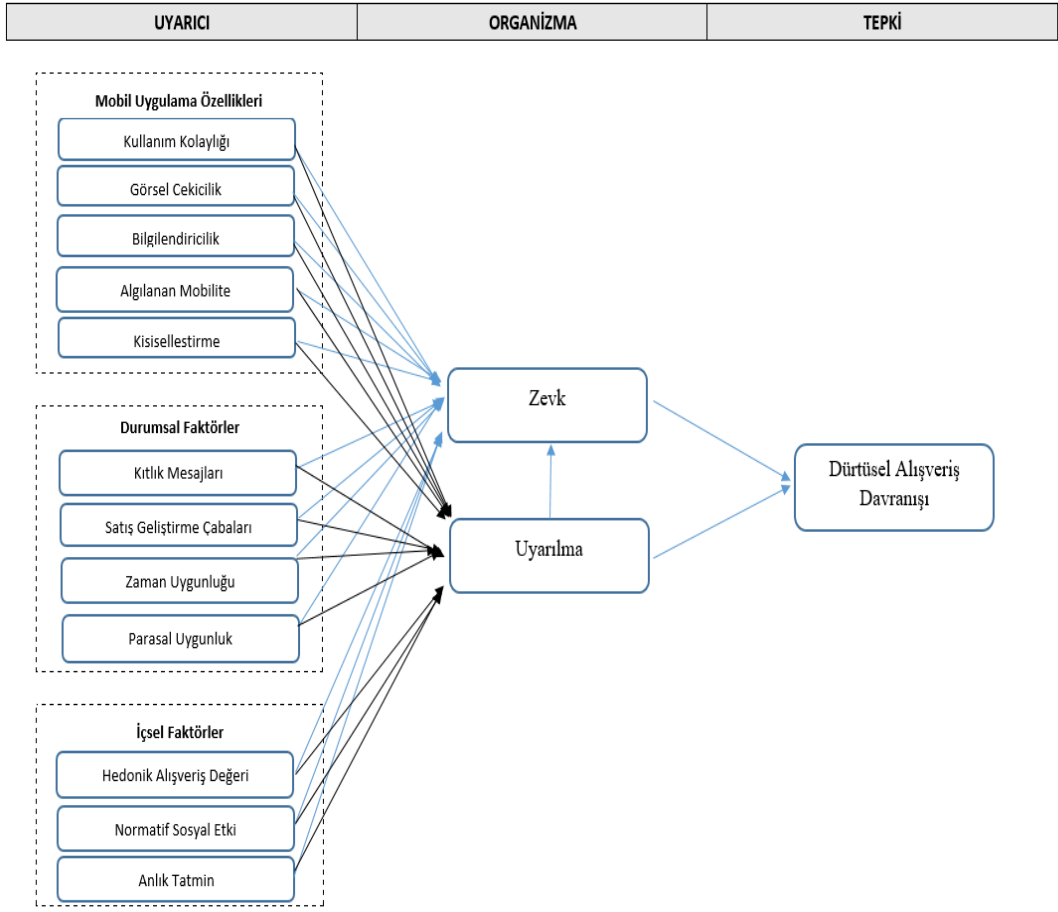 UYARICI
ORGANİZMA
TEPKİ
Mobil Uygulama Özellikleri
Kullanım Kolaylığı
Görsel Cekicilik
Bilgilendiricilik
Algılanan Mobilite
Kisisellestirme
Durumsal Faktörler
Kıtlık Mesajları
Satış Geliştirme Çabaları
Zaman Uygunluğu
Parasal Uygunluk
İçsel Faktörler
Hedonik Alışveriş Değeri
Normatif Sosyal Etki
Anlık Tatmin
Zevk
Uyarılma
Dürtüsel Alışveriş
Davranışı